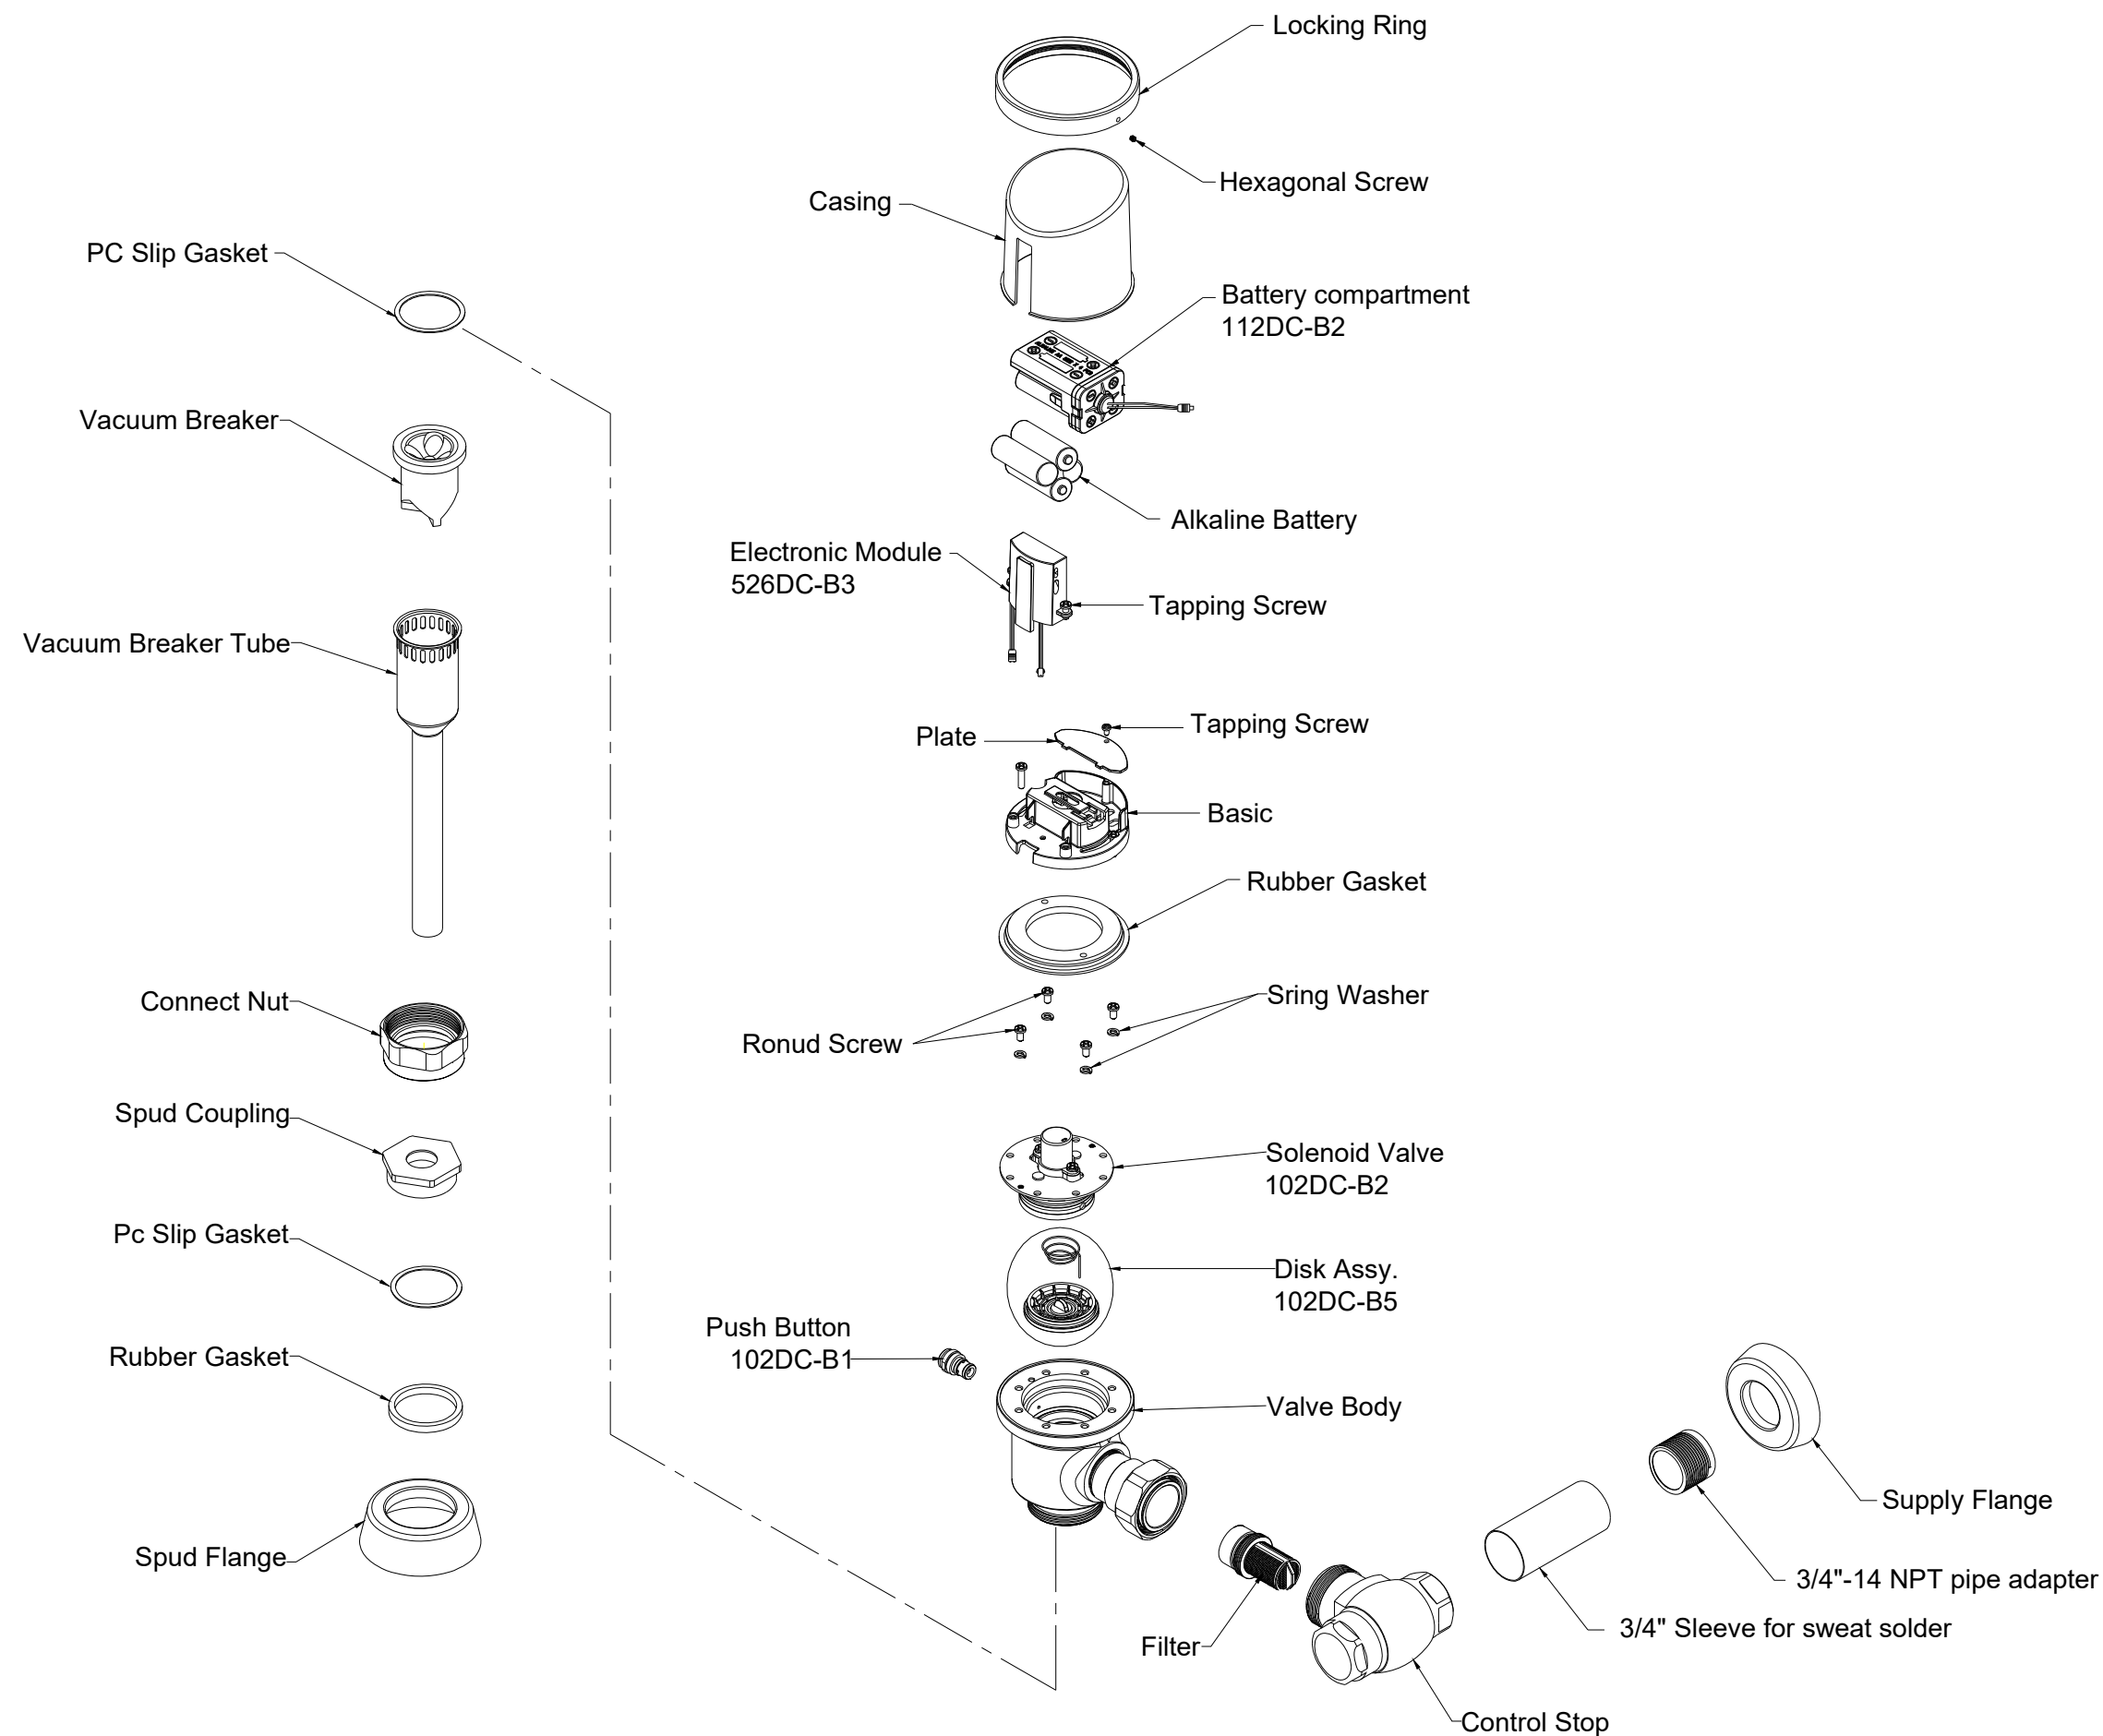 Locking Ring
Hexagonal Screw
Casing
PC Slip Gasket
Battery compartment
112DC-B2
Vacuum Breaker
Alkaline Battery
Electronic Module
526DC-B3
Tapping Screw
Vacuum Breaker Tube
Tapping Screw
Plate
Basic
Rubber Gasket
Connect Nut
Sring Washer
Ronud Screw
Spud Coupling
Solenoid Valve
102DC-B2
Pc Slip Gasket
Disk Assy.
102DC-B5
Push Button
102DC-B1
Rubber Gasket
Valve Body
Supply Flange
Spud Flange
3/4"-14 NPT pipe adapter
3/4" Sleeve for sweat solder
Filter
Control Stop